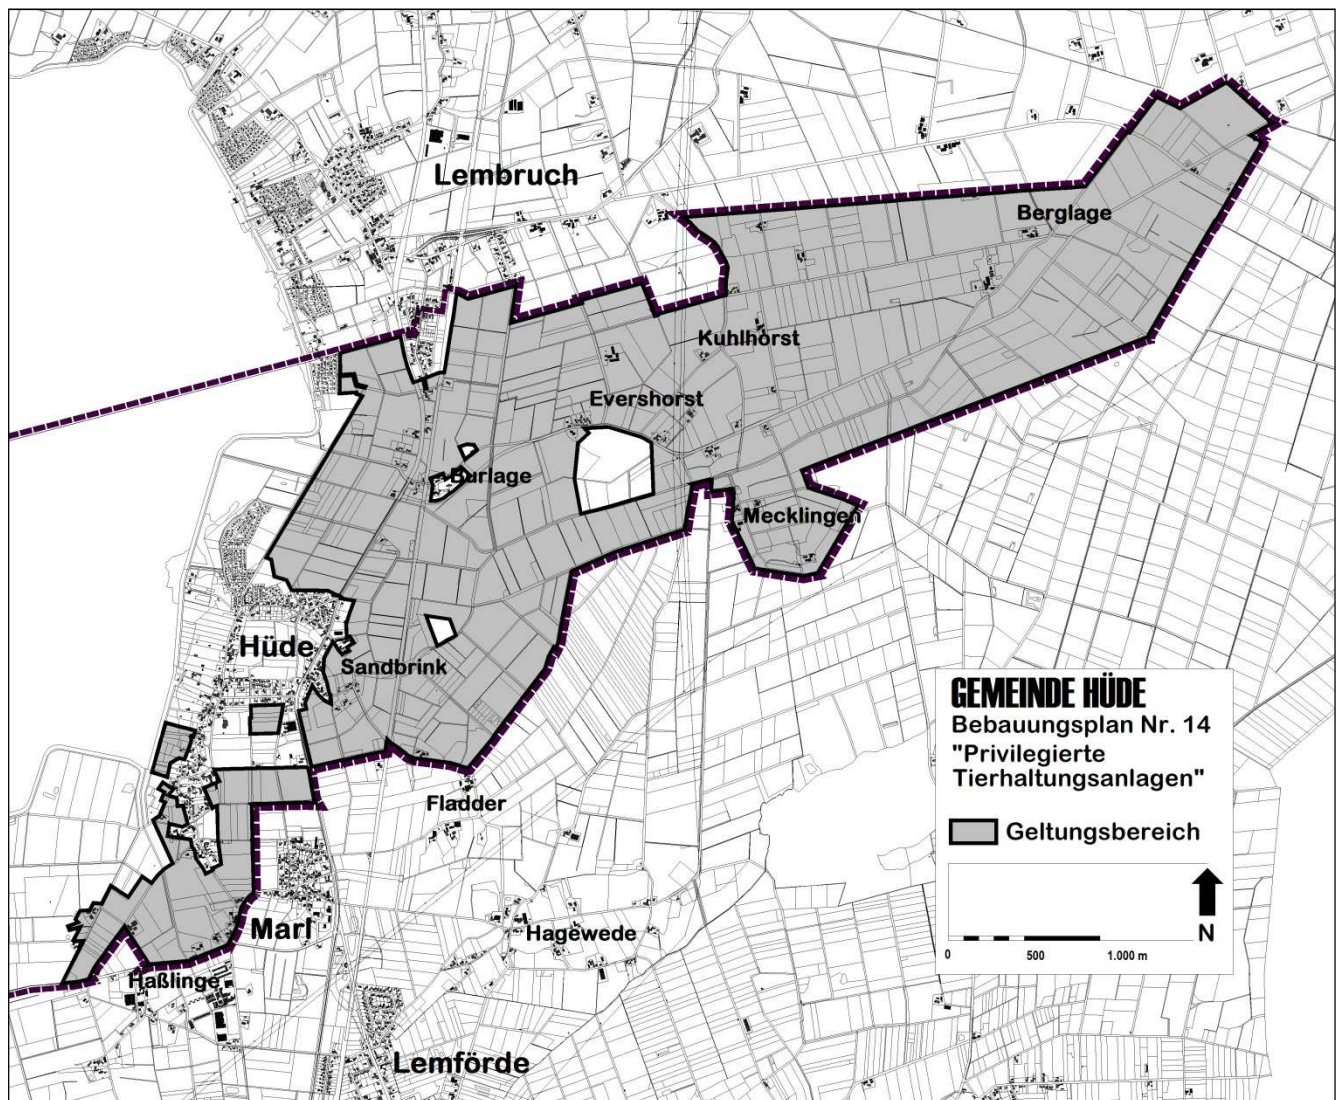 Lembruch
Berglage
Kuhlhorst
Evershorst
Burlage
Mecklingen
Hüde
Sandbrink
GEMEINDE HÜDE
Bebauungsplan Nr. 14
"Privilegierte
Tierhaltungsanlagen"
Geltungsbereich
N
0 500 1.000 m
Fladder
Marl
Hagewede
Haßlinge
Lemförde